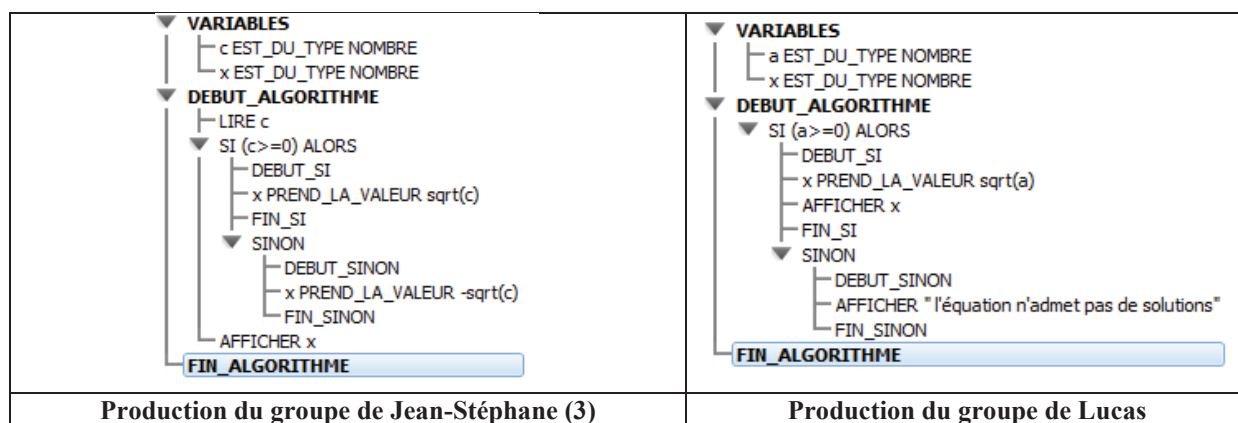 VARIABLES
c EST_DU_TYPE NOMBRE
x EST_DU_TYPE NOMBRE
DEBUT_ALGORITHME
LIRE c
SI (c>=0) ALORS
DEBUT_SI
x PREND_LA_VALEUR sqrt(c)
FIN_SI
SINON
DEBUT_SINON
x PREND_LA_VALEUR -sqrt(c)
FIN_SINON
AFFICHER x
FIN_ALGORITHME
Production du groupe de Jean-Stéphane (3)
VARIABLES
a EST_DU_TYPE NOMBRE
x EST_DU_TYPE NOMBRE
DEBUT_ALGORITHME
SI (a>=0) ALORS
DEBUT_SI
x PREND_LA_VALEUR sqrt(a)
AFFICHER x
FIN_SI
SINON
DEBUT_SINON
AFFICHER " l'équation n'admet pas de solutions"
FIN_SINON
FIN_ALGORITHME
Production du groupe de Lucas